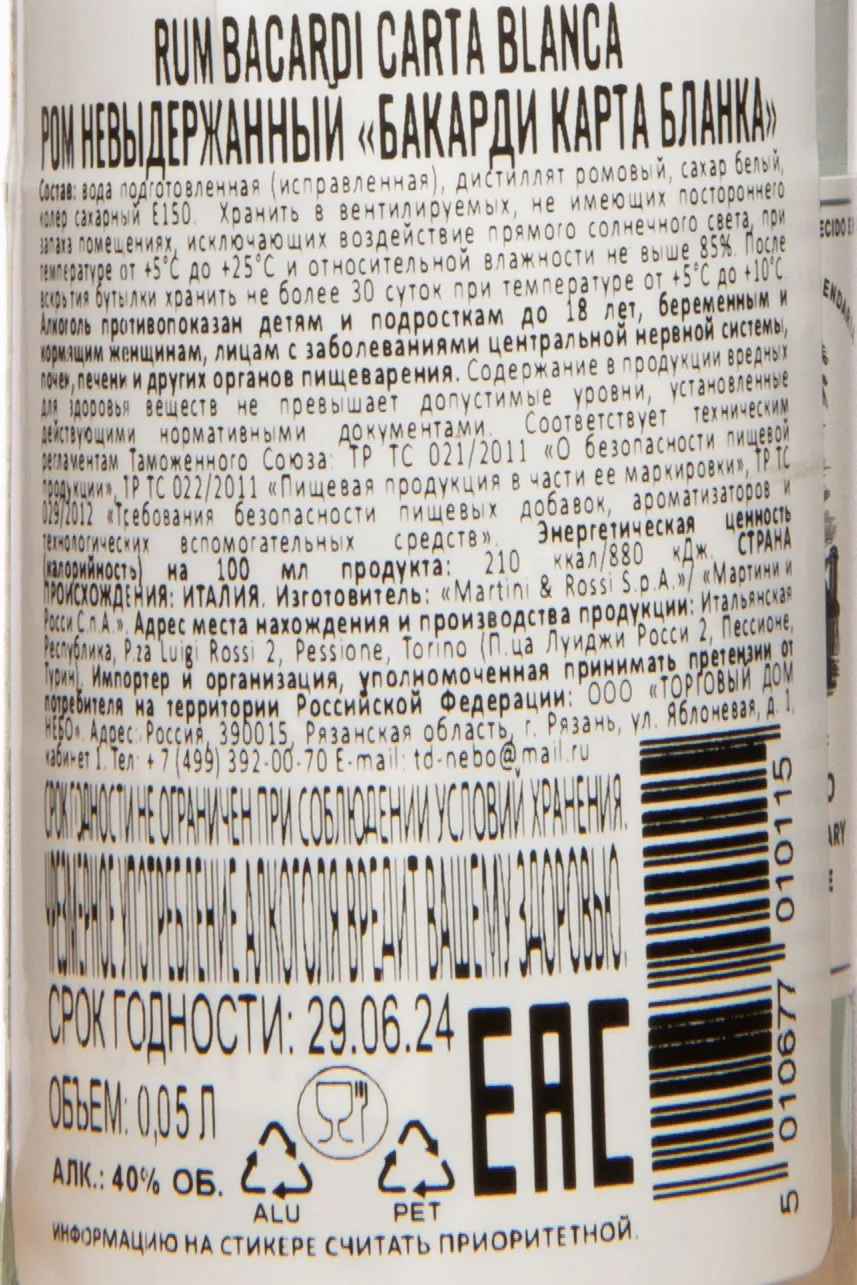 RUM BACARDI CARTA BLANCA
РОМ НЕВЫДЕРЖАННЫЙ «БАКАРДИ КАРТА БЛАНКА»
Состав: вода подготовленная (исправленная), дистиллят ромовый, сахар белый,
колер сахарный Е150. Хранить в вентилируемых, не имеющих постороннего
запаха помещениях, исключающих воздействие прямого солнечного света, при
температуре от +5°С до +25°С и относительной влажности не выше 85%. После
вскрытия бутылки хранить не более 30 суток при температуре от +5°С до +10°С.
Алкоголь противопоказан детям и подросткам до 18 лет, беременным и
кормящим женщинам, лицам с заболеваниями центральной нервной системы,
почек, печени и других органов пищеварения. Содержание в продукции вредных
для здоровья веществ не превышает допустимые уровни, установленные
действующими нормативными документами. Соответствует техническим
регламентам Таможенного Союза: ТР ТС 021/2011 «О безопасности пищевой
продукции», ТР ТС 022/2011 «Пищевая продукция в части ее маркировки», ТР ТС
029/2012 «Требования безопасности пищевых добавок, ароматизаторов и
технологических вспомогательных средств». Энергетическая ценность
(калорийность) на 100 мл продукта: 210 ккал/880 кДж. СТРАНА
ПРОИСХОЖДЕНИЯ: ИТАЛИЯ. Изготовитель: «Martini & Rossi S.p.A.»/ «Мартини и
Росси С.п.А.». Адрес места нахождения и производства продукции: Итальянская
Республика, P.za Luigi Rossi 2, Pessione, Torino (П.ца Луиджи Росси 2, Пессионе,
Турин). Импортер и организация, уполномоченная принимать претензии от
потребителя на территории Российской Федерации: ООО «ТОРГОВЫЙ ДОМ
НЕБО». Адрес: Россия, 390015, Рязанская область, г. Рязань, ул. Яблоневая, д. 1,
кабинет 1. Тел: +7 (499) 392-00-70 E-mail: td-nebo@mail.ru
СРОК ГОДНОСТИ НЕ ОГРАНИЧЕН ПРИ СОБЛЮДЕНИИ УСЛОВИЙ ХРАНЕНИЯ.
ЧРЕЗМЕРНОЕ УПОТРЕБЛЕНИЕ АЛКОГОЛЯ ВРЕДИТ ВАШЕМУ ЗДОРОВЬЮ.
СРОК ГОДНОСТИ: 29.06.24
ОБЪЕМ: 0,05 Л
АЛК.: 40% ОБ.
ALU
PET
EAC
5 010677 010115
ИНФОРМАЦИЮ НА СТИКЕРЕ СЧИТАТЬ ПРИОРИТЕТНОЙ.